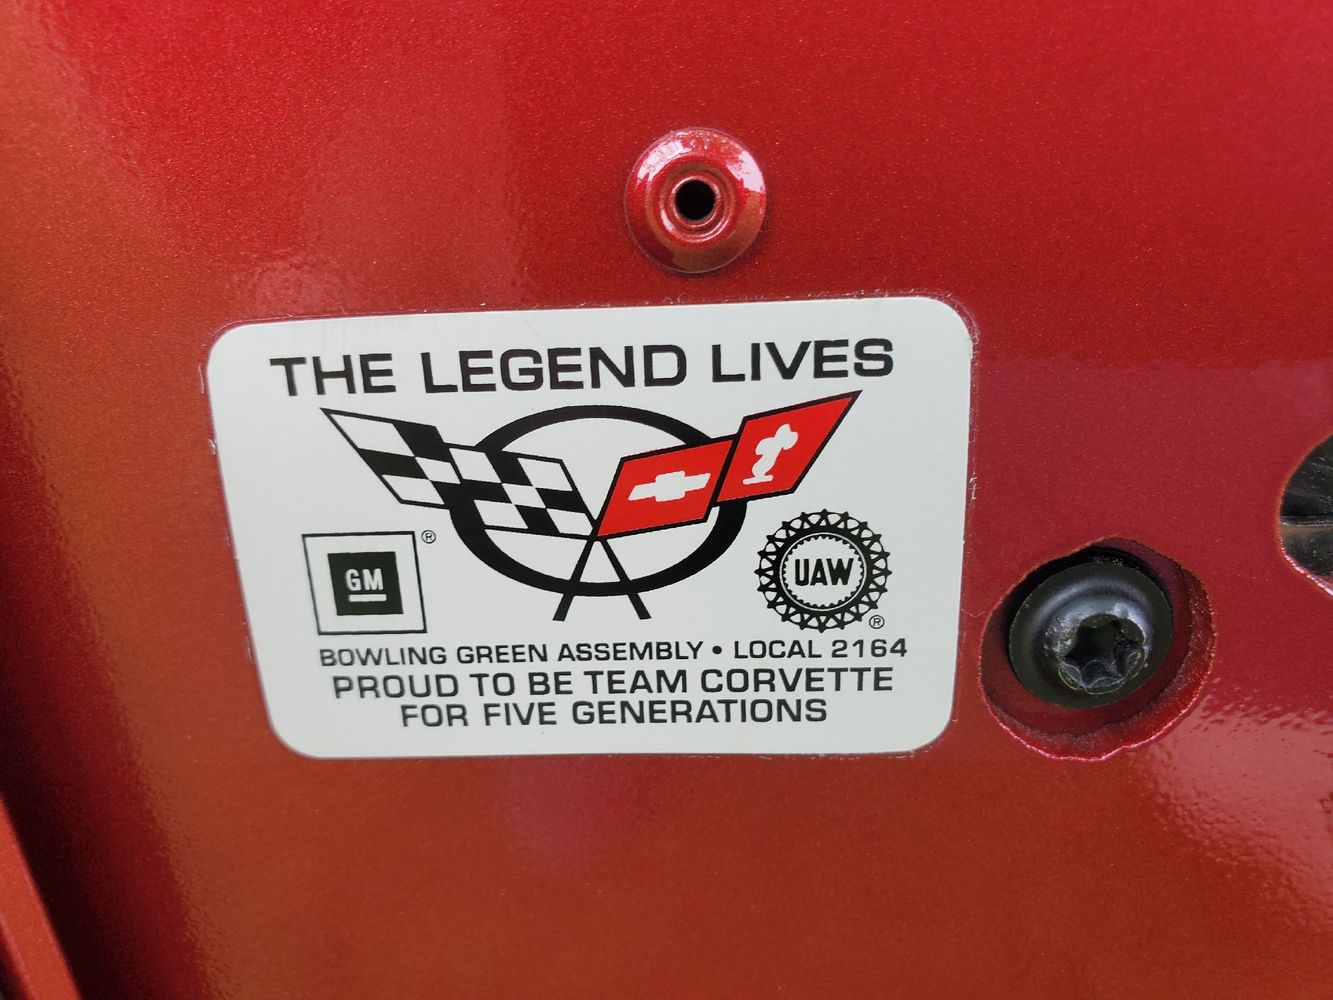 THE LEGEND LIVES
GM ®
UAW ®
BOWLING GREEN ASSEMBLY • LOCAL 2164
PROUD TO BE TEAM CORVETTE
FOR FIVE GENERATIONS